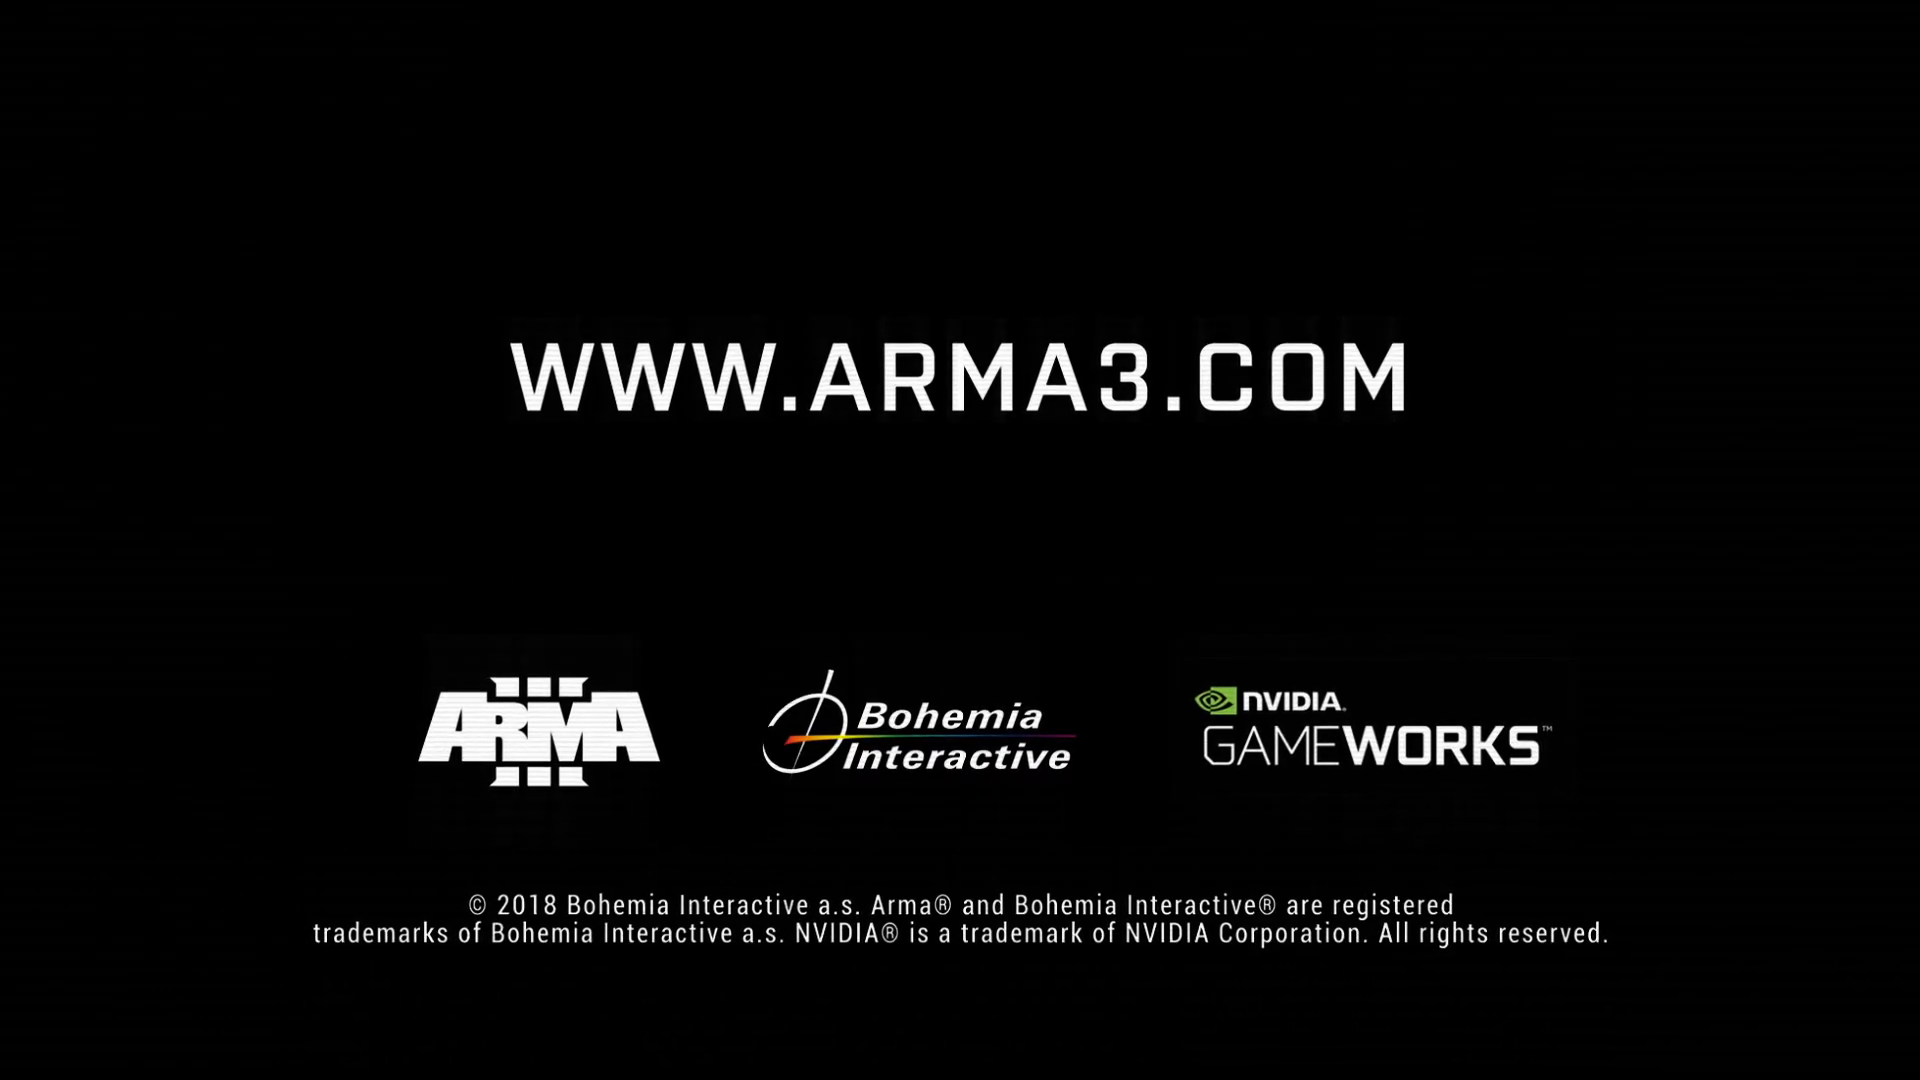 WWW.ARMA3.COM
ARMA III
Bohemia
Interactive
NVIDIA.
GAMEWORKS™
© 2018 Bohemia Interactive a.s. Arma® and Bohemia Interactive® are registered
trademarks of Bohemia Interactive a.s. NVIDIA® is a trademark of NVIDIA Corporation. All rights reserved.